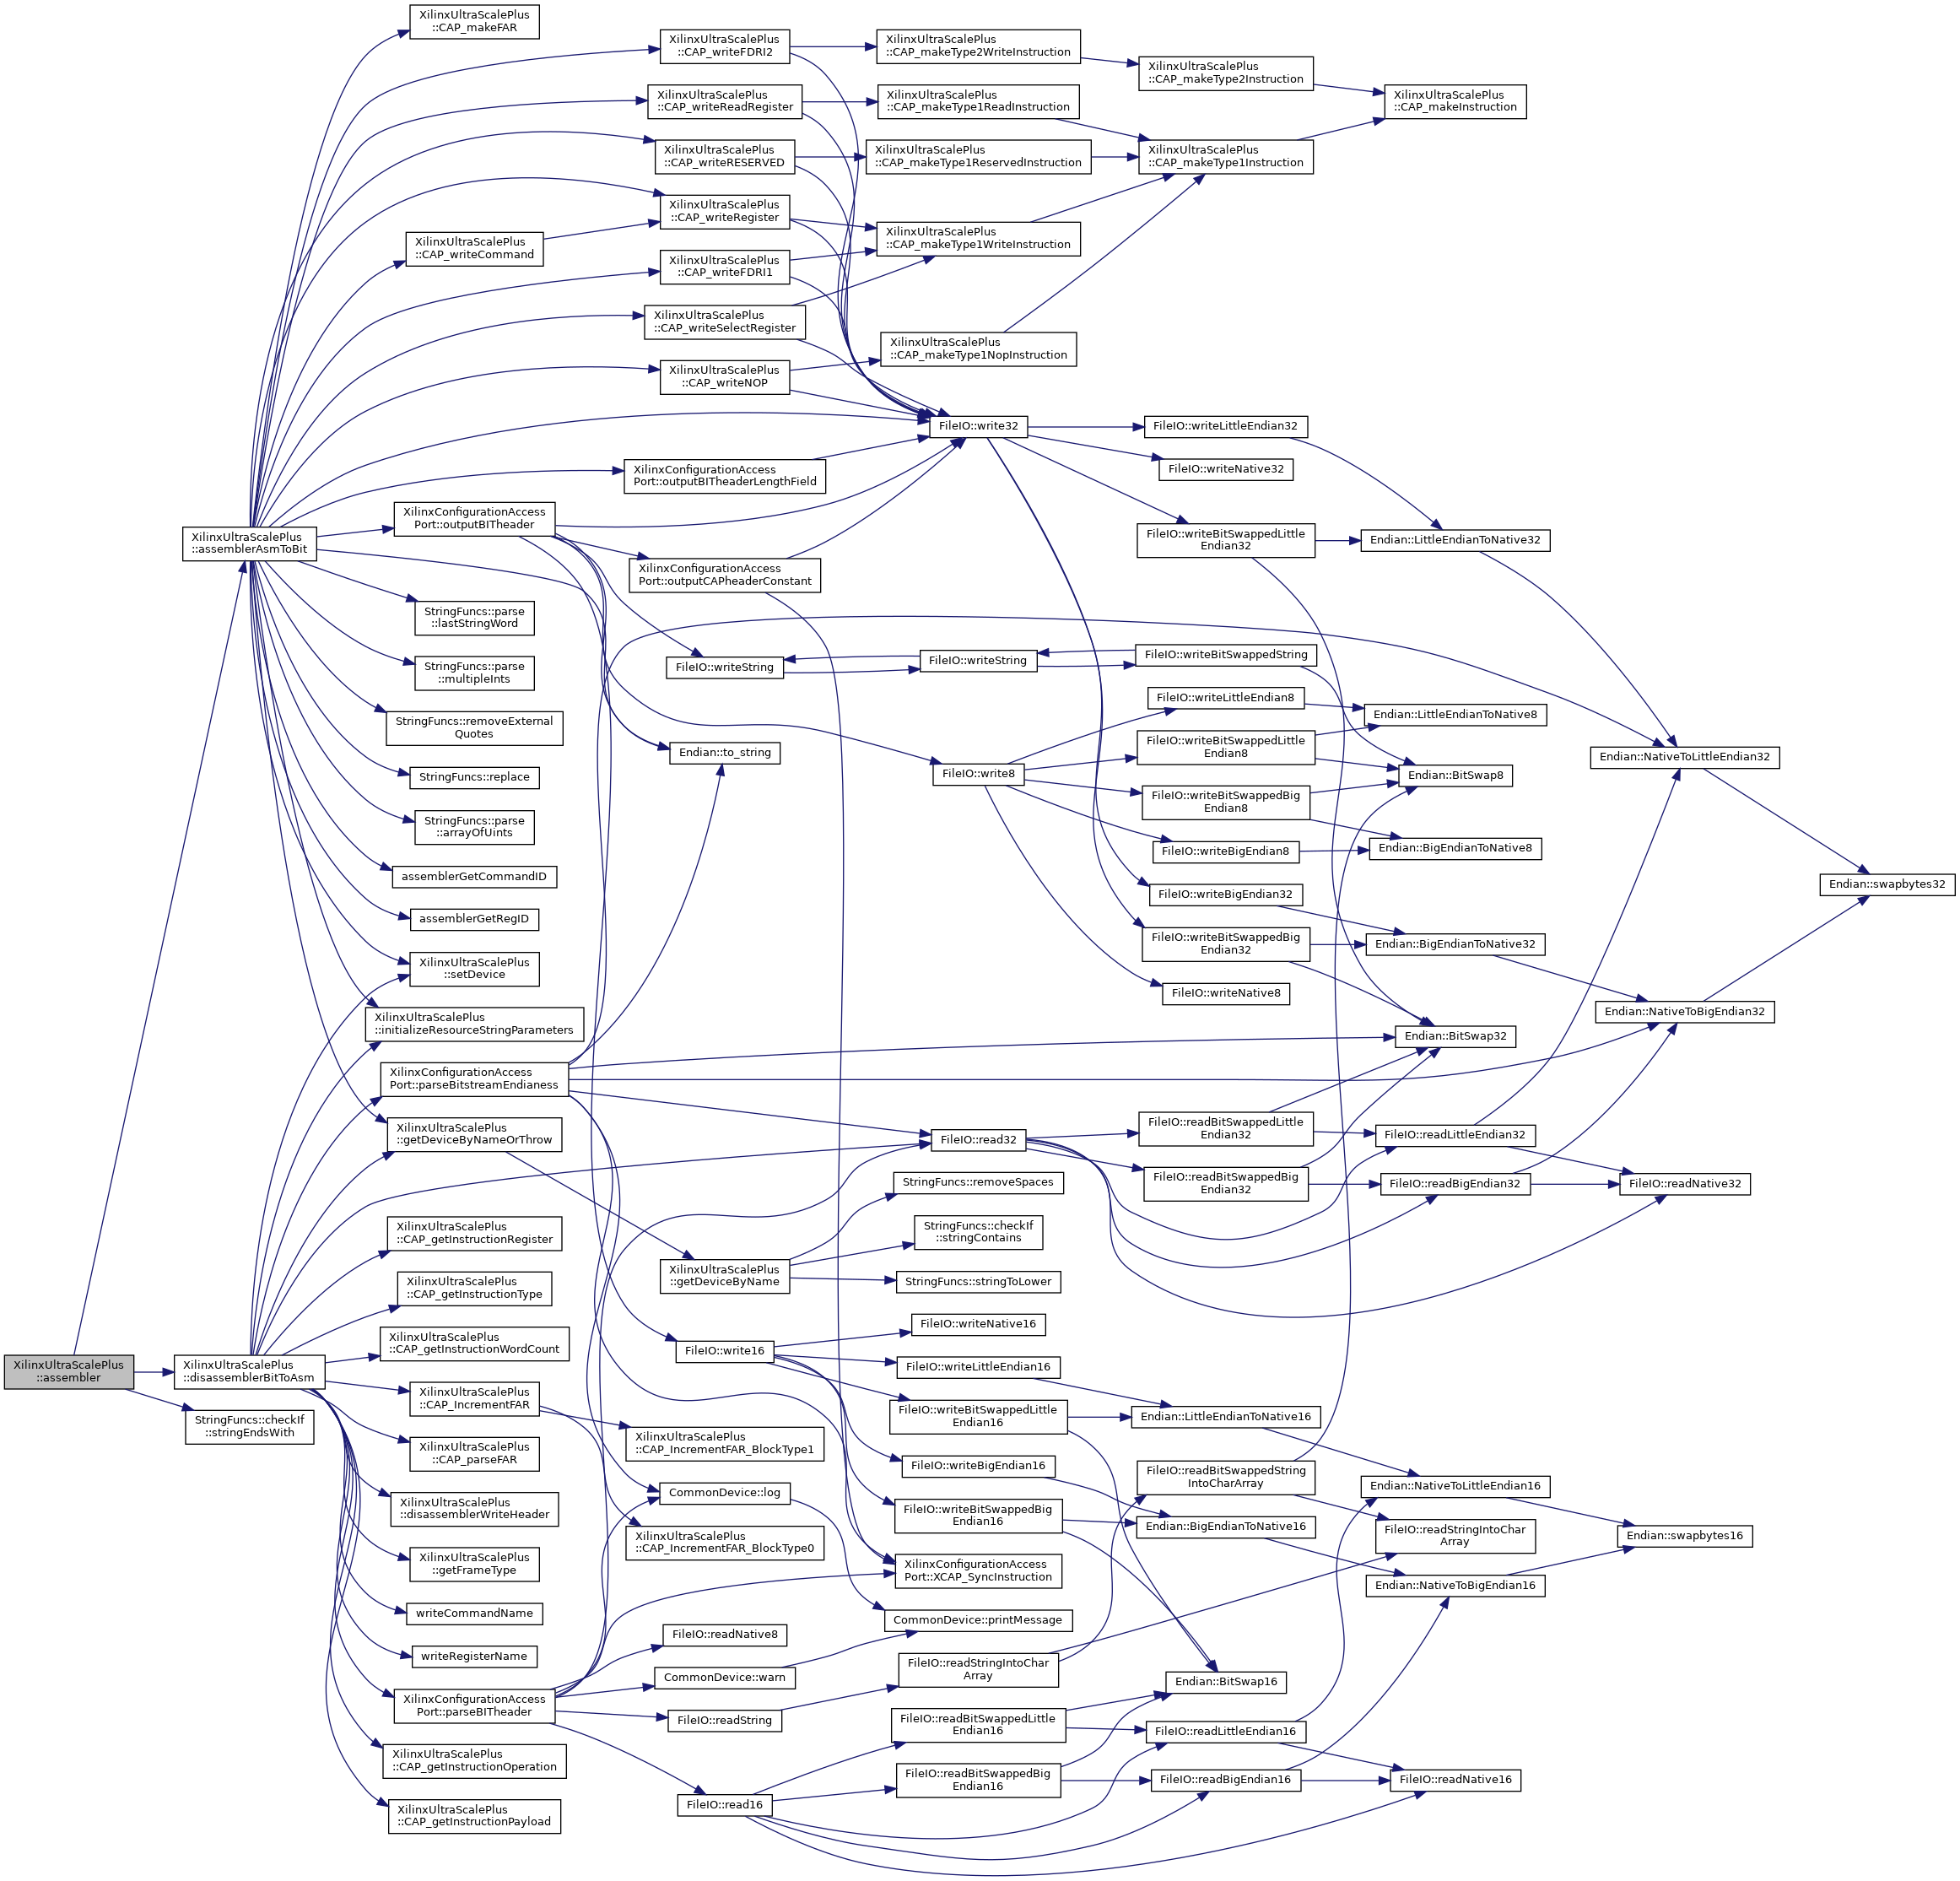 XilinxUltraScalePlus
::assembler
XilinxUltraScalePlus
::assemblerAsmToBit
XilinxUltraScalePlus
::disassemblerBitToAsm
StringFuncs::checkIf
::stringEndsWith
XilinxUltraScalePlus
::CAP_makeFAR
XilinxUltraScalePlus
::CAP_writeCommand
XilinxConfigurationAccess
Port::outputBITheader
StringFuncs::parse
::lastStringWord
StringFuncs::parse
::multipleInts
StringFuncs::removeExternal
Quotes
StringFuncs::replace
StringFuncs::parse
::arrayOfUints
assemblerGetCommandID
assemblerGetRegID
XilinxUltraScalePlus
::setDevice
XilinxUltraScalePlus
::initializeResourceStringParameters
XilinxConfigurationAccess
Port::parseBitstreamEndianess
XilinxUltraScalePlus
::getDeviceByNameOrThrow
XilinxUltraScalePlus
::CAP_getInstructionRegister
XilinxUltraScalePlus
::CAP_getInstructionType
XilinxUltraScalePlus
::CAP_getInstructionWordCount
XilinxUltraScalePlus
::CAP_IncrementFAR
XilinxUltraScalePlus
::CAP_parseFAR
XilinxUltraScalePlus
::disassemblerWriteHeader
XilinxUltraScalePlus
::getFrameType
writeCommandName
writeRegisterName
XilinxConfigurationAccess
Port::parseBITheader
XilinxUltraScalePlus
::CAP_getInstructionOperation
XilinxUltraScalePlus
::CAP_getInstructionPayload
XilinxUltraScalePlus
::CAP_writeFDRI2
XilinxUltraScalePlus
::CAP_writeReadRegister
XilinxUltraScalePlus
::CAP_writeRESERVED
XilinxUltraScalePlus
::CAP_writeRegister
XilinxUltraScalePlus
::CAP_writeFDRI1
XilinxUltraScalePlus
::CAP_writeSelectRegister
XilinxUltraScalePlus
::CAP_writeNOP
XilinxConfigurationAccess
Port::outputBITheaderLengthField
XilinxConfigurationAccess
Port::outputCAPheaderConstant
FileIO::writeString
Endian::to_string
XilinxUltraScalePlus
::getDeviceByName
FileIO::write16
XilinxUltraScalePlus
::CAP_IncrementFAR_BlockType1
CommonDevice::log
XilinxUltraScalePlus
::CAP_IncrementFAR_BlockType0
FileIO::readNative8
CommonDevice::warn
FileIO::readString
FileIO::read16
XilinxUltraScalePlus
::CAP_makeType2WriteInstruction
XilinxUltraScalePlus
::CAP_makeType1ReadInstruction
XilinxUltraScalePlus
::CAP_makeType1ReservedInstruction
XilinxUltraScalePlus
::CAP_makeType1WriteInstruction
XilinxUltraScalePlus
::CAP_makeType1NopInstruction
FileIO::write32
FileIO::writeString
FileIO::write8
FileIO::read32
StringFuncs::removeSpaces
StringFuncs::checkIf
::stringContains
StringFuncs::stringToLower
FileIO::writeNative16
FileIO::writeLittleEndian16
FileIO::writeBitSwappedLittle
Endian16
FileIO::writeBigEndian16
FileIO::writeBitSwappedBig
Endian16
XilinxConfigurationAccess
Port::XCAP_SyncInstruction
CommonDevice::printMessage
FileIO::readStringIntoChar
Array
FileIO::readBitSwappedLittle
Endian16
FileIO::readBitSwappedBig
Endian16
XilinxUltraScalePlus
::CAP_makeType2Instruction
XilinxUltraScalePlus
::CAP_makeType1Instruction
FileIO::writeLittleEndian32
FileIO::writeNative32
FileIO::writeBitSwappedLittle
Endian32
FileIO::writeBitSwappedString
FileIO::writeLittleEndian8
FileIO::writeBitSwappedLittle
Endian8
FileIO::writeBitSwappedBig
Endian8
FileIO::writeBigEndian8
FileIO::writeBigEndian32
FileIO::writeBitSwappedBig
Endian32
FileIO::writeNative8
FileIO::readBitSwappedLittle
Endian32
FileIO::readBitSwappedBig
Endian32
Endian::LittleEndianToNative16
FileIO::readBitSwappedString
IntoCharArray
Endian::BigEndianToNative16
Endian::BitSwap16
FileIO::readLittleEndian16
FileIO::readBigEndian16
XilinxUltraScalePlus
::CAP_makeInstruction
Endian::LittleEndianToNative32
Endian::LittleEndianToNative8
Endian::BitSwap8
Endian::BigEndianToNative8
Endian::BigEndianToNative32
Endian::BitSwap32
FileIO::readLittleEndian32
FileIO::readBigEndian32
Endian::NativeToLittleEndian16
FileIO::readStringIntoChar
Array
Endian::NativeToBigEndian16
FileIO::readNative16
Endian::NativeToLittleEndian32
Endian::NativeToBigEndian32
FileIO::readNative32
Endian::swapbytes16
Endian::swapbytes32